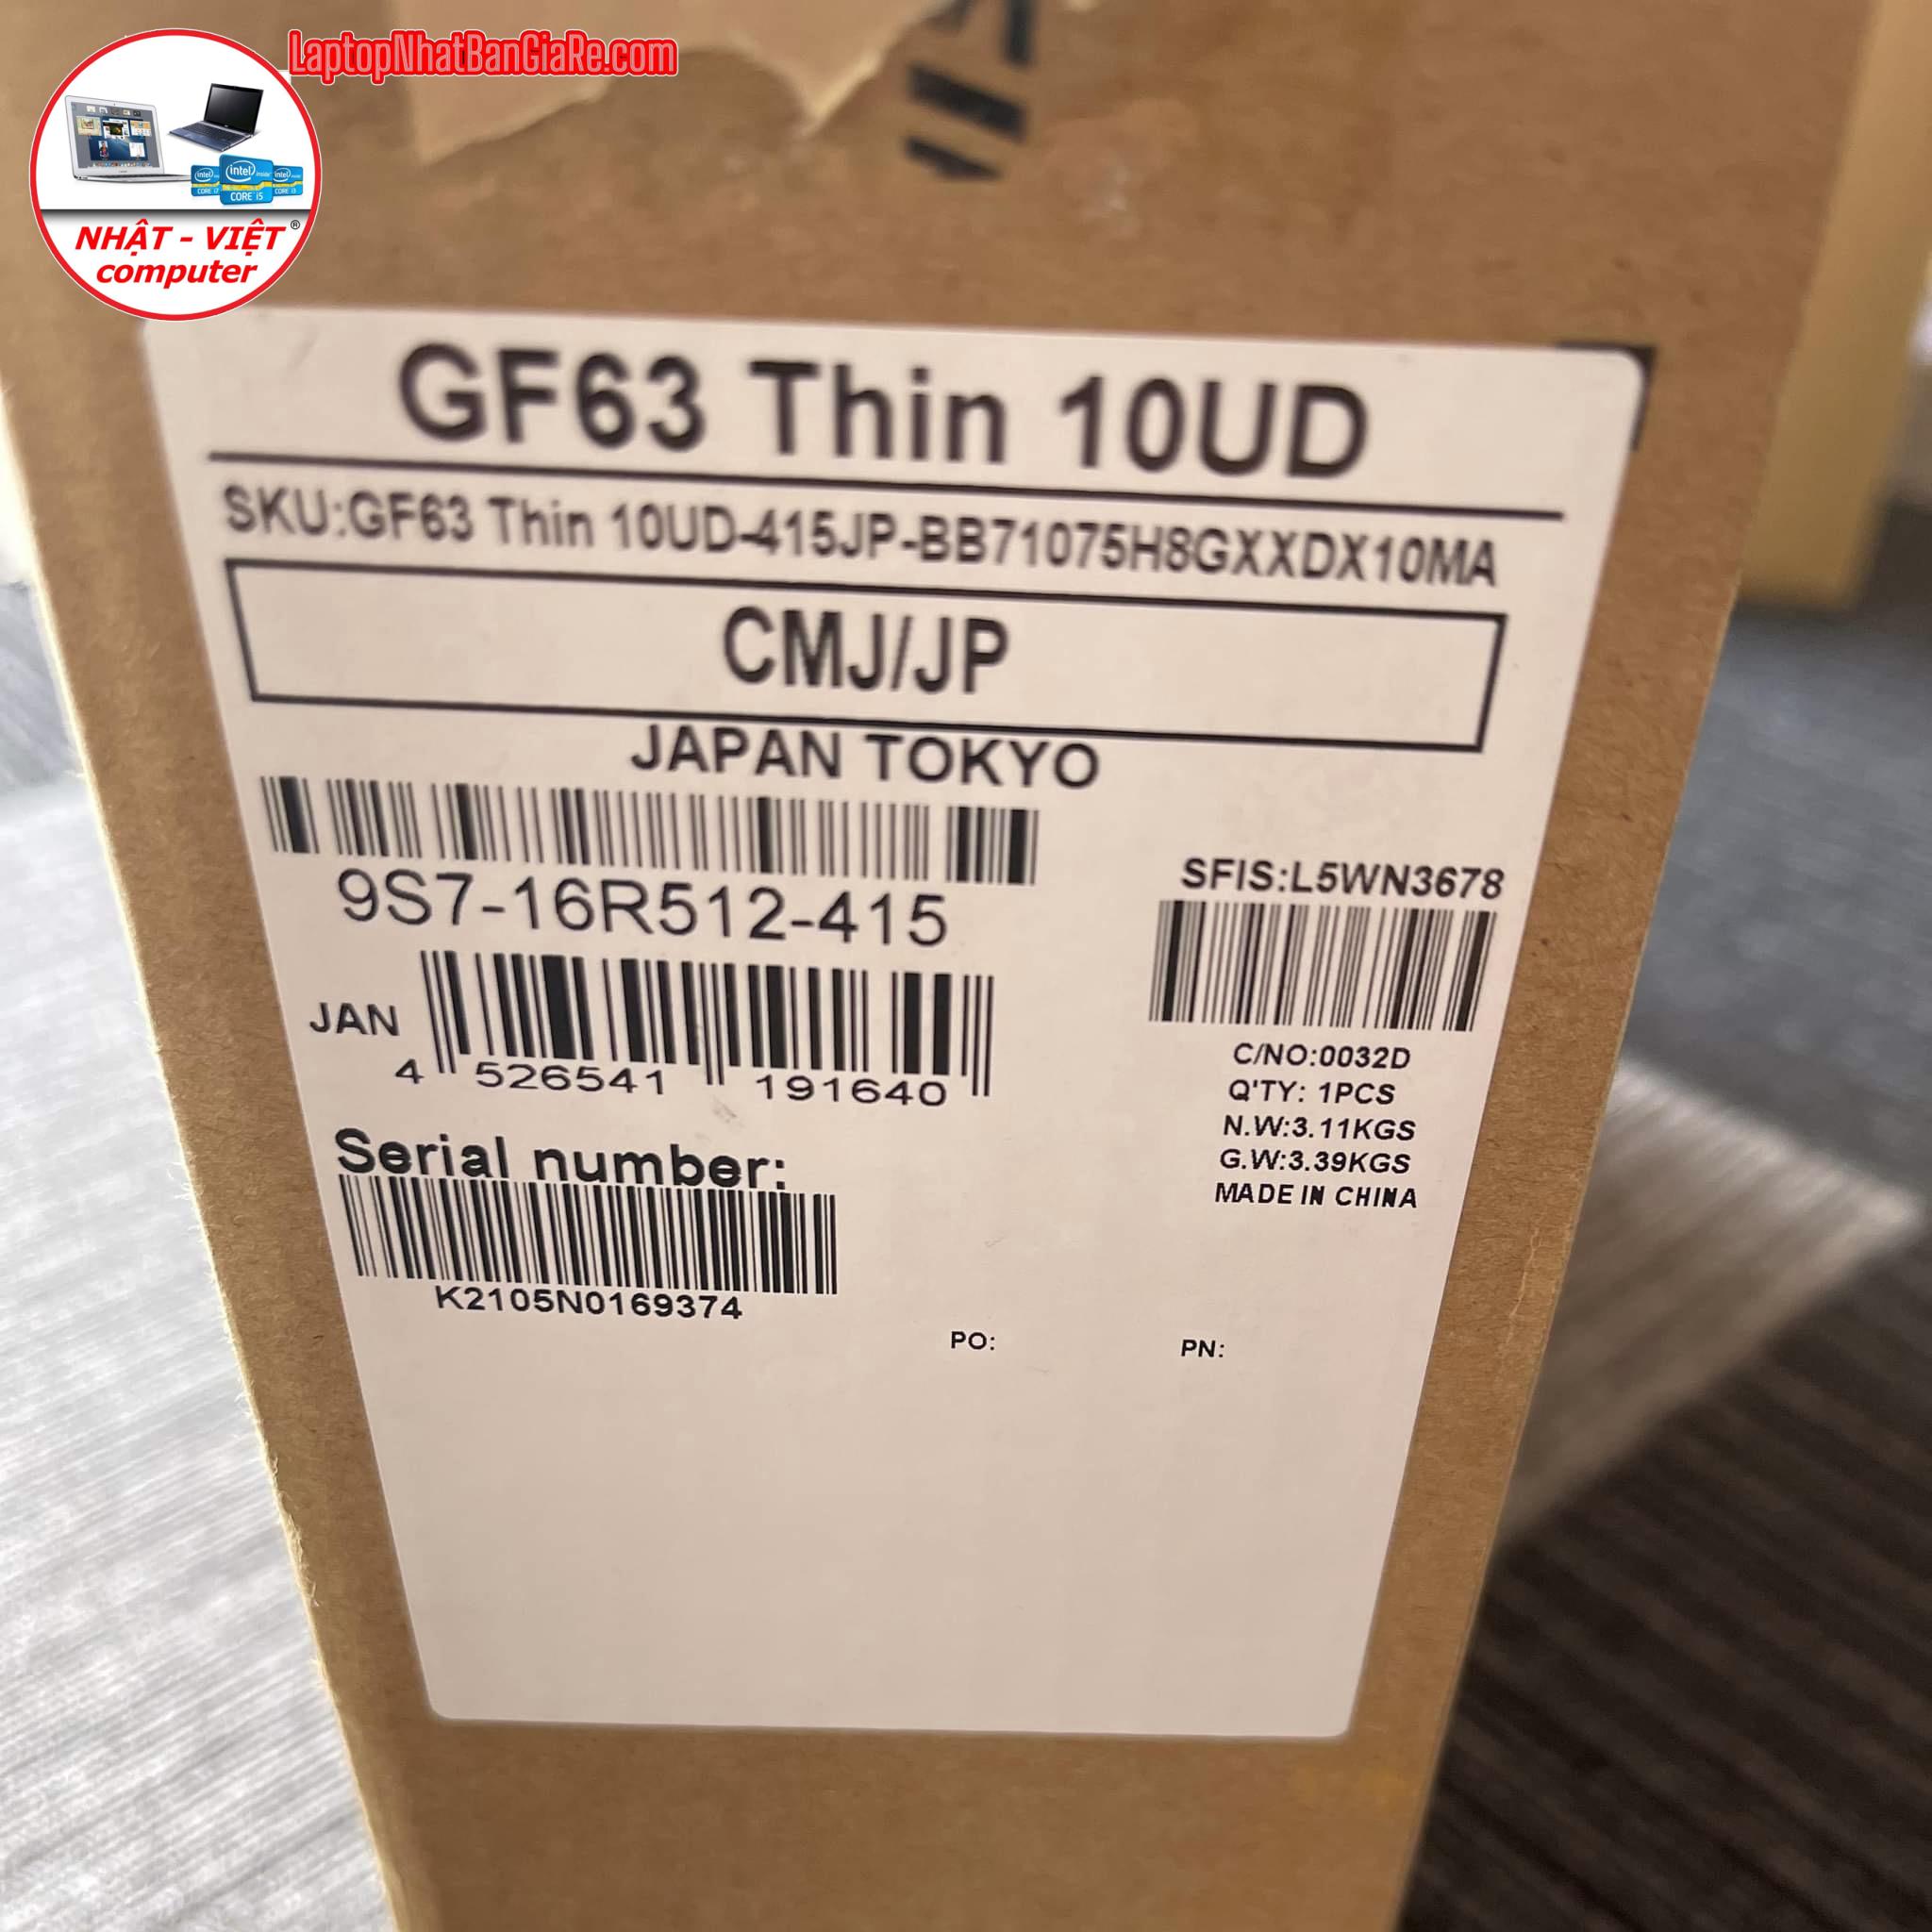 LaptopNhatBanGiaRe.com
intel
intel inside
intel
CORE i7
CORE i5
CORE i3
NHẬT - VIỆT®
computer
GF63 Thin 10UD
SKU:GF63 Thin 10UD-415JP-BB71075H8GXXDX10MA
CMJ/JP
JAPAN TOKYO
9S7-16R512-415
SFIS:L5WN3678
JAN
4 526541 191640
C/NO:0032D
Q'TY: 1PCS
N.W:3.11KGS
G.W:3.39KGS
MADE IN CHINA
Serial number:
K2105N0169374
PO:
PN: